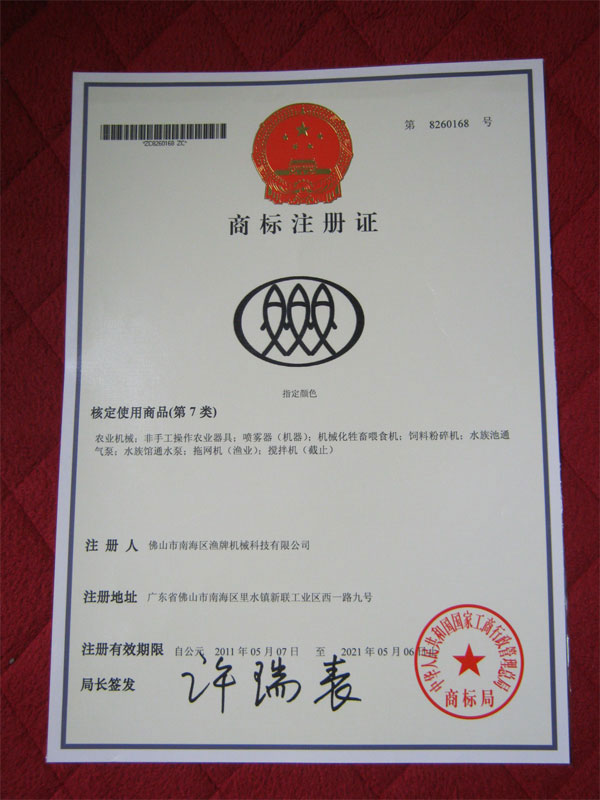 第 8260168 号
*ZC8260168 ZC*
商标注册证
指定颜色
核定使用商品(第 7 类)
农业机械；非手工操作农业器具；喷雾器（机器）；机械化牲畜喂食机；饲料粉碎机；水族池通
气泵；水族馆通水泵；拖网机（渔业）；搅拌机（截止）
注 册 人 佛山市南海区渔牌机械科技有限公司
注册地址 广东省佛山市南海区里水镇新联工业区西一路九号
注册有效期限 自公元 2011 年 05 月 07 日 至 2021 年 05 月 06 日止
局长签发 许瑞表
中华人民共和国国家工商行政管理总局
商标局